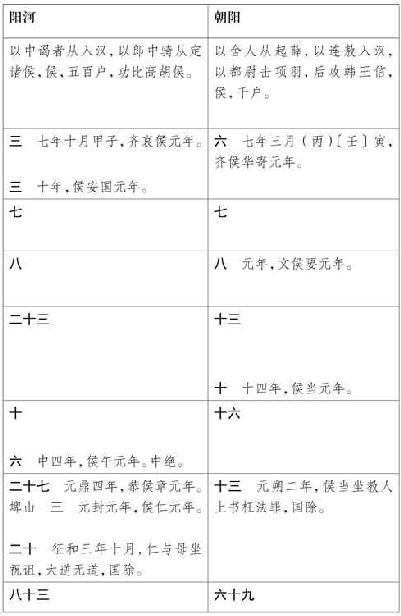 阳河
以中谒者从入汉，以郎中骑从定
诸侯，侯，五百户，功比高胡侯。
三 七年十月甲子，齐哀侯元年。
三 十年，侯安国元年。
七
八
二十三
十
六 中四年，侯午元年。中绝。
二十七 元鼎四年，恭侯章元年。
埤山 三 元封元年，侯仁元年。
二十 征和三年十月，仁与母坐
祝诅，大逆无道，国除。
八十三
朝阳
以舍人从起薛，以连敖入汉，
以都尉击项羽，后攻韩王信，
侯，千户。
六 七年三月（丙）〔壬〕寅，
齐侯华寄元年。
七
八 元年，文侯要元年。
十三
十 十四年，侯当元年。
十六
十三 元朔二年，侯当坐教人
上书枉法罪，国除。
六十九